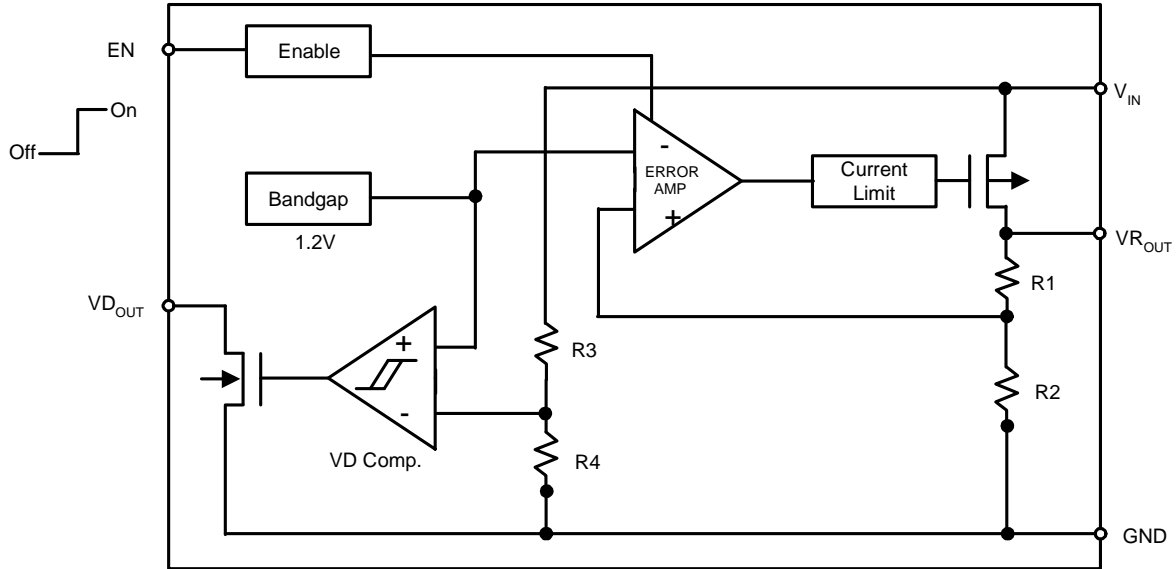 EN
Enable
On
Off
V_IN
-
ERROR
AMP
+
Current
Limit
Bandgap
1.2V
VR_OUT
R1
VD_OUT
+
R3
R2
-
VD Comp.
R4
GND